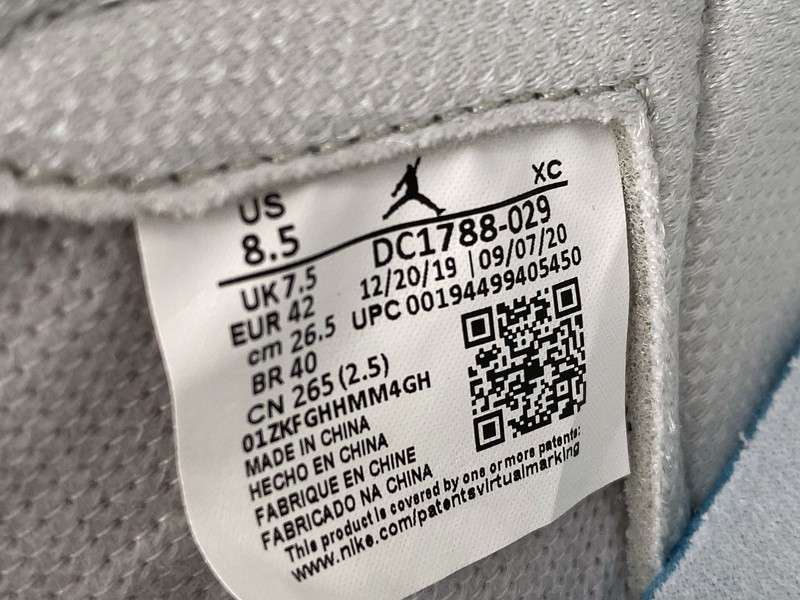 US
8.5
XC
DC1788-029
12/20/19 | 09/07/20
UPC 00194499405450
UK 7.5
EUR 42
cm 26.5
BR 40
CN 265 (2.5)
01ZKFGHHMM4GH
MADE IN CHINA
HECHO EN CHINA
FABRIQUE EN CHINE
FABRICADO NA CHINA
This product is covered by one or more patents:
www.nike.com/patentsvirtualmarking